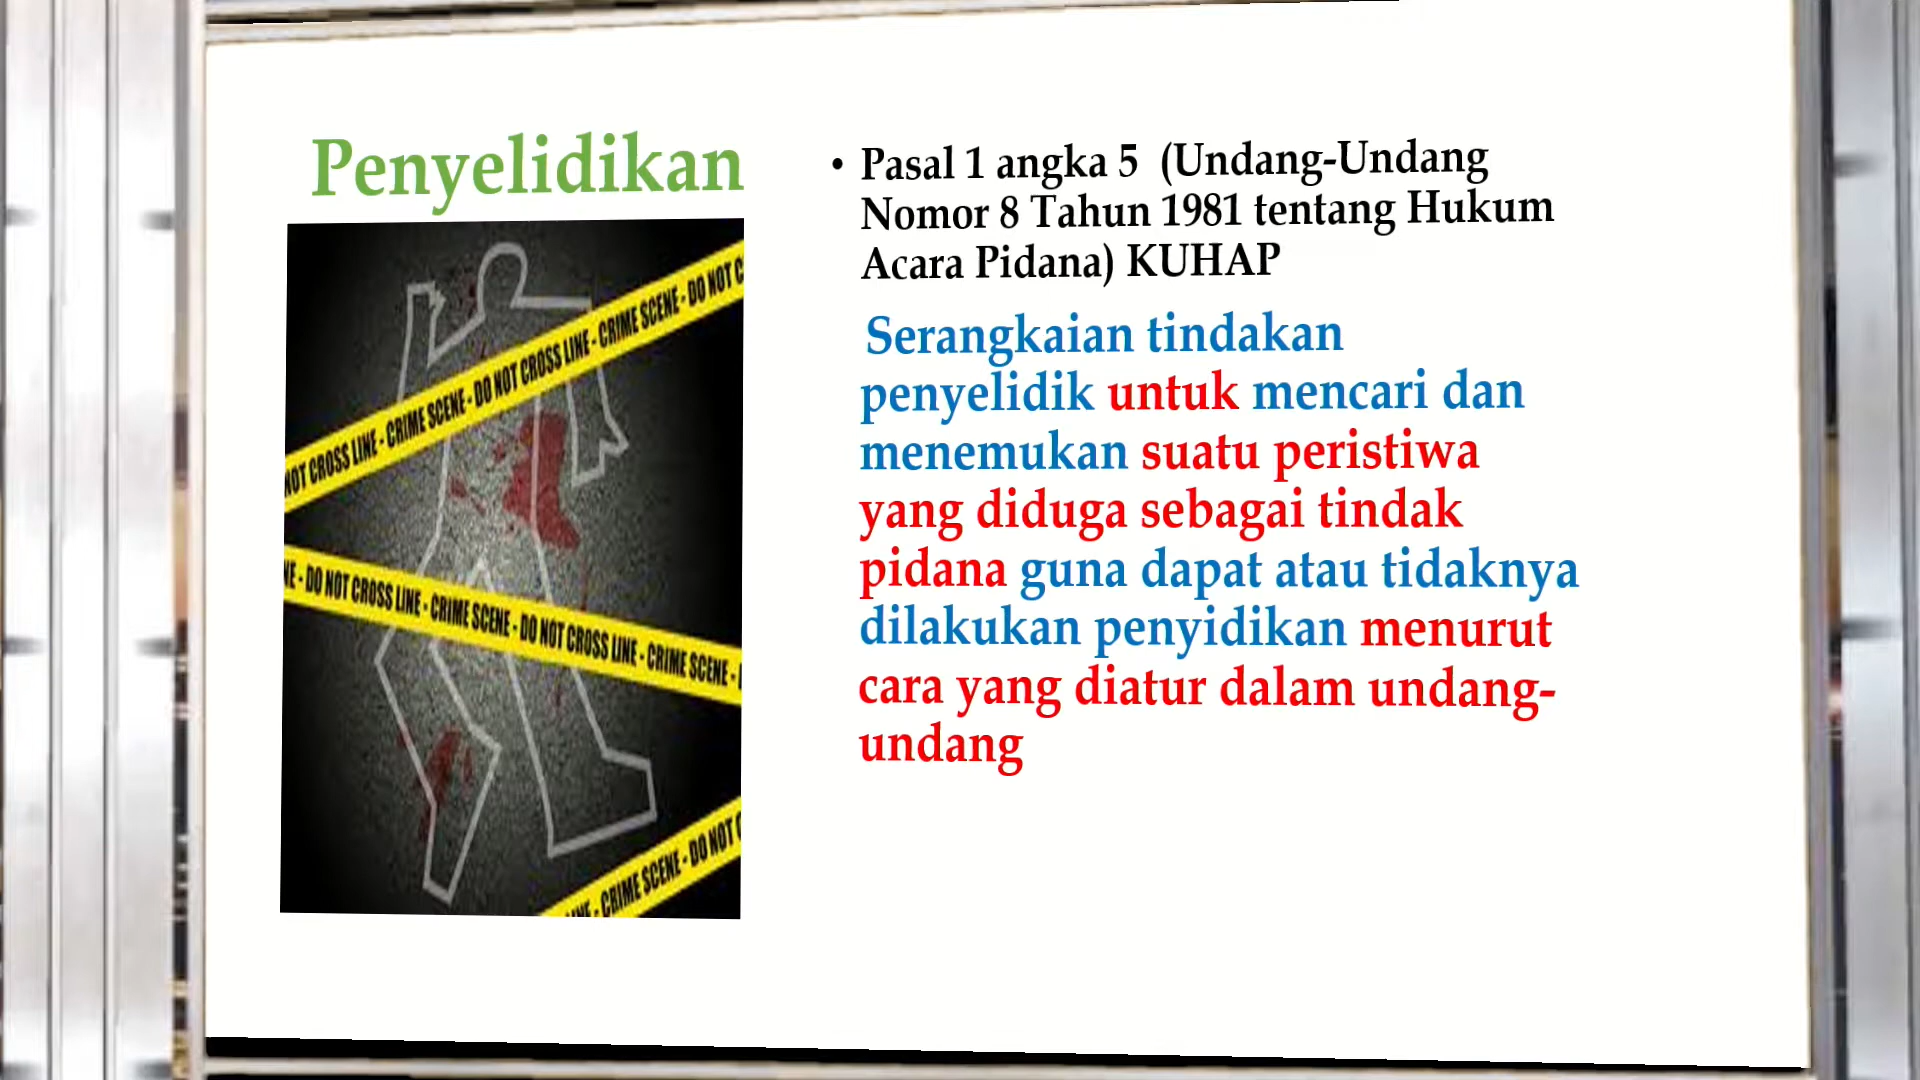 Penyelidikan
• Pasal 1 angka 5 (Undang-Undang
Nomor 8 Tahun 1981 tentang Hukum
Acara Pidana) KUHAP
Serangkaian tindakan
penyelidik untuk mencari dan
menemukan suatu peristiwa
yang diduga sebagai tindak
pidana guna dapat atau tidaknya
dilakukan penyidikan menurut
cara yang diatur dalam undang-
undang
NOT CROSS LINE - CRIME SCENE - DO NOT CROSS LINE - CRIME SCENE - DO NOT C
NE - DO NOT CROSS LINE - CRIME SCENE - DO NOT CROSS LINE - CRIME SCENE -
LINE - CRIME SCENE - DO NOT C